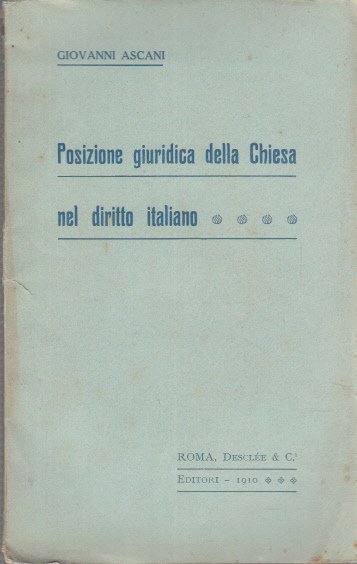 GIOVANNI ASCANI
Posizione giuridica della Chiesa
nel diritto italiano
ROMA, DESCLÉE & C.i
EDITORI - 1910